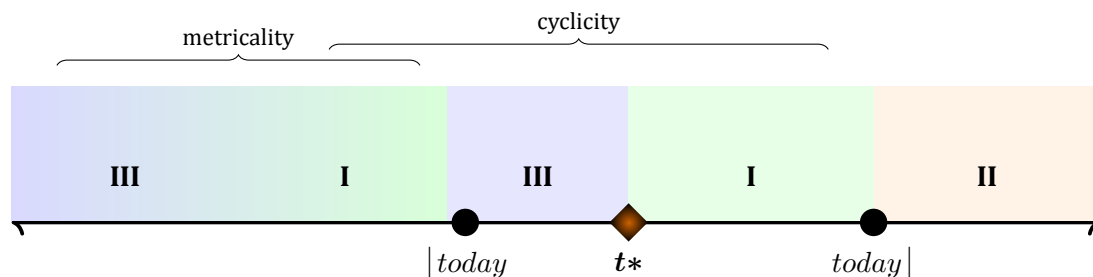 metricality cyclicity
III I III I II
|today t* today|